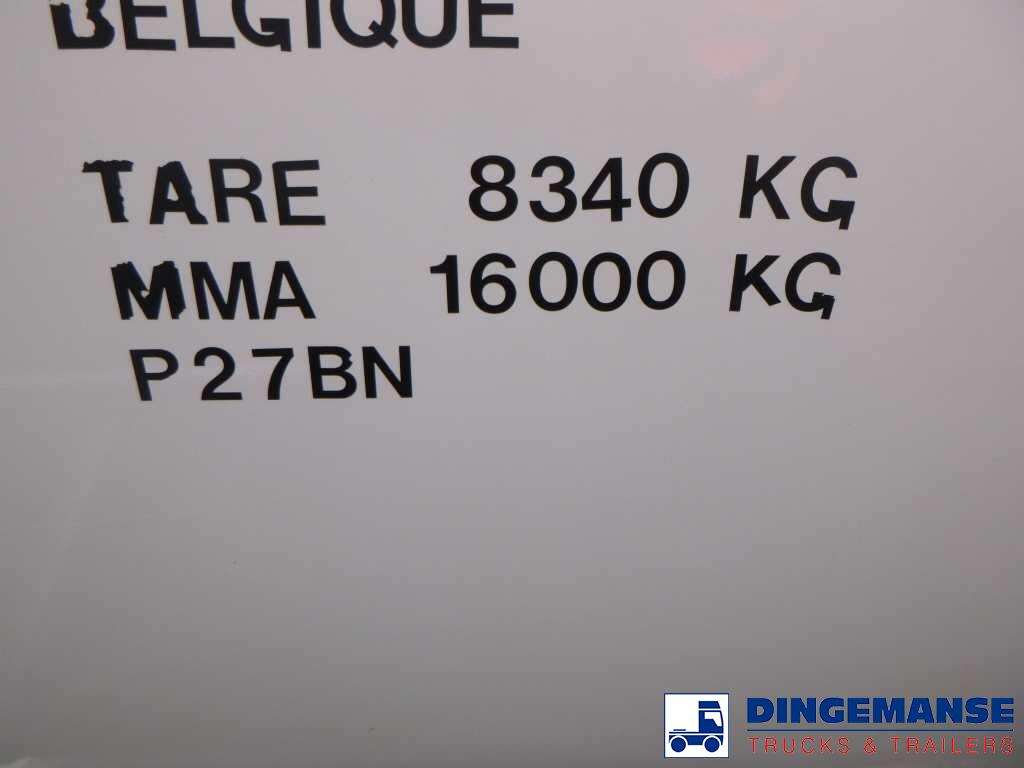 BELGIQUE
TARE 8340 KG
MMA 16000 KG
P27BN
DINGEMANSE
TRUCKS & TRAILERS